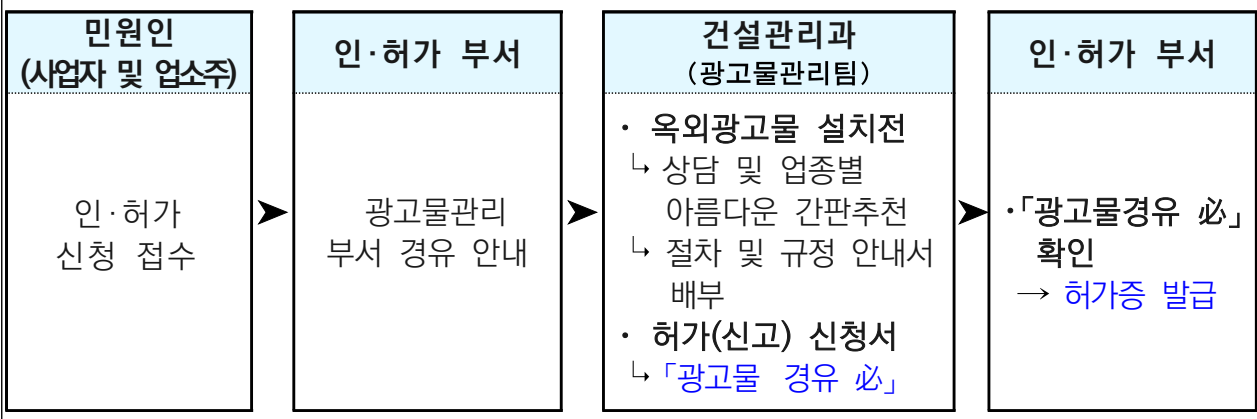 민원인
(사업자 및 업소주)
인·허가
신청 접수
➤
인·허가 부서
광고물관리
부서 경유 안내
➤
건설관리과
(광고물관리팀)
· 옥외광고물 설치전
↳ 상담 및 업종별
아름다운 간판추천
↳ 절차 및 규정 안내서
배부
· 허가(신고) 신청서
↳「광고물 경유 必」
➤
인·허가 부서
·「광고물경유 必」
확인
→ 허가증 발급